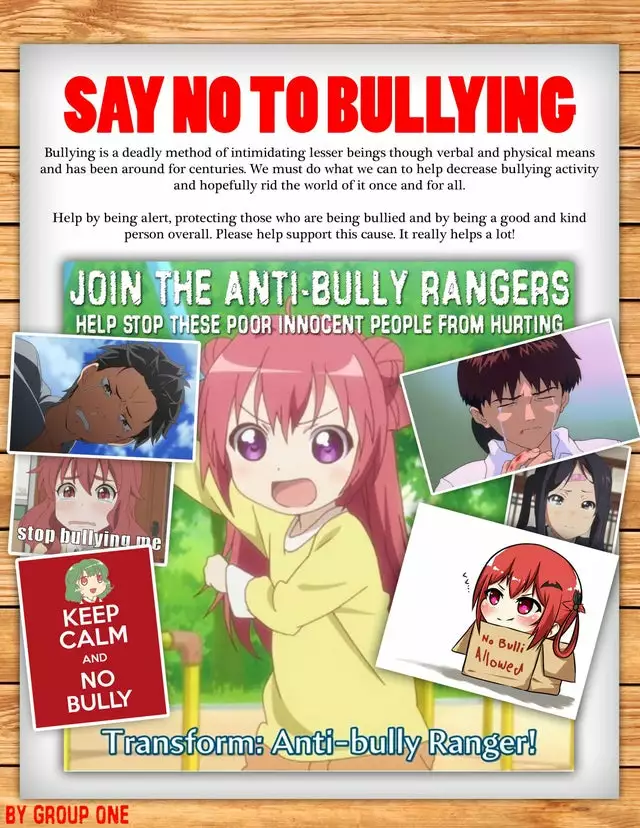 SAY NO TO BULLYING
Bullying is a deadly method of intimidating lesser beings though verbal and physical means
and has been around for centuries. We must do what we can to help decrease bullying activity
and hopefully rid the world of it once and for all.
Help by being alert, protecting those who are being bullied and by being a good and kind
person overall. Please help support this cause. It really helps a lot!
JOIN THE ANTI-BULLY RANGERS
HELP STOP THESE POOR INNOCENT PEOPLE FROM HURTING
stop bullying me
KEEP
CALM
AND
NO
BULLY
No Bulli
Allowed
Transform: Anti-bully Ranger!
BY GROUP ONE